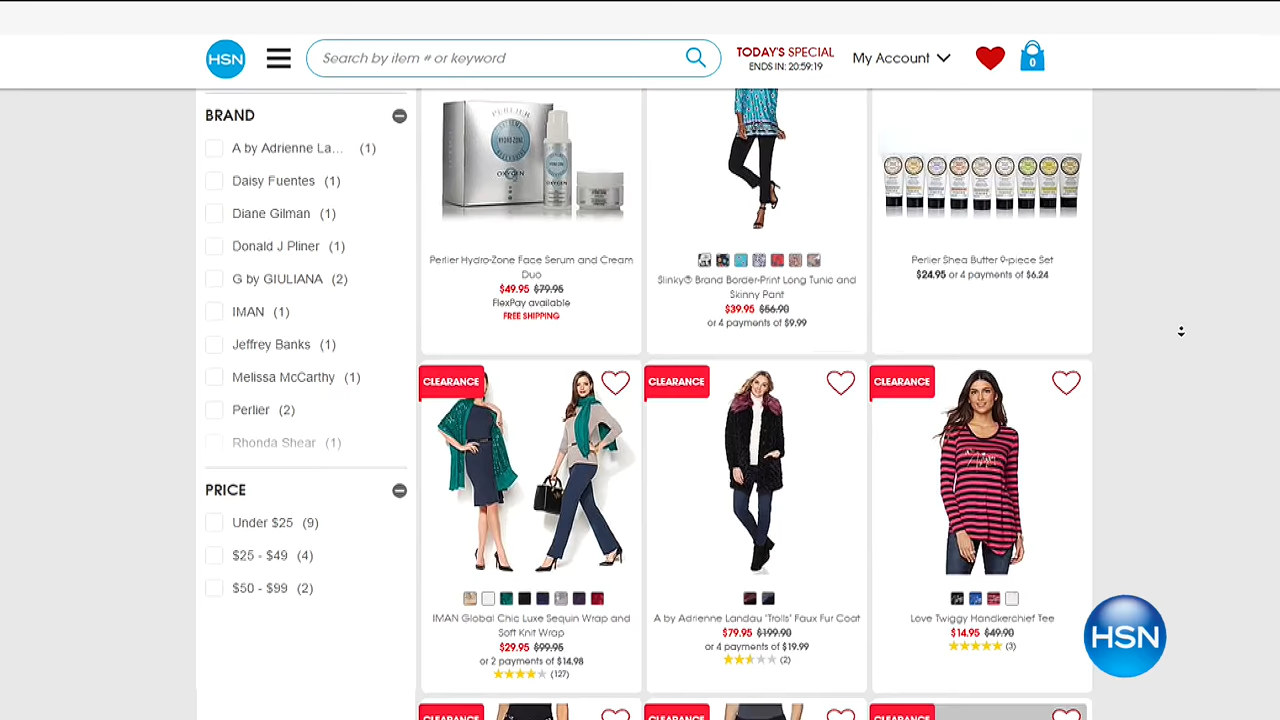 HSN
Search by item # or keyword
TODAY'S SPECIAL
ENDS IN: 20:59:19
My Account
0
BRAND
A by Adrienne La... (1)
Daisy Fuentes (1)
Diane Gilman (1)
Donald J Pliner (1)
G by GIULIANA (2)
IMAN (1)
Jeffrey Banks (1)
Melissa McCarthy (1)
Perlier (2)
Rhonda Shear (1)
PRICE
Under $25 (9)
$25 - $49 (4)
$50 - $99 (2)
PERLIER
HYDRO-ZONE
OXYGEN
Perlier Hydro-Zone Face Serum and Cream
Duo
$49.95 $79.95
FlexPay available
FREE SHIPPING
Slinky® Brand Border-Print Long Tunic and
Skinny Pant
$39.95 $56.90
or 4 payments of $9.99
Perlier Shea Butter 9-piece Set
$24.95 or 4 payments of $6.24
CLEARANCE
IMAN Global Chic Luxe Sequin Wrap and
Soft Knit Wrap
$29.95 $99.95
or 2 payments of $14.98
(127)
CLEARANCE
A by Adrienne Landau "Trolls" Faux Fur Coat
$79.95 $199.90
or 4 payments of $19.99
(2)
CLEARANCE
Love Twiggy Handkerchief Tee
$14.95 $49.90
(3)
HSN
CLEARANCE
CLEARANCE
CLEARANCE